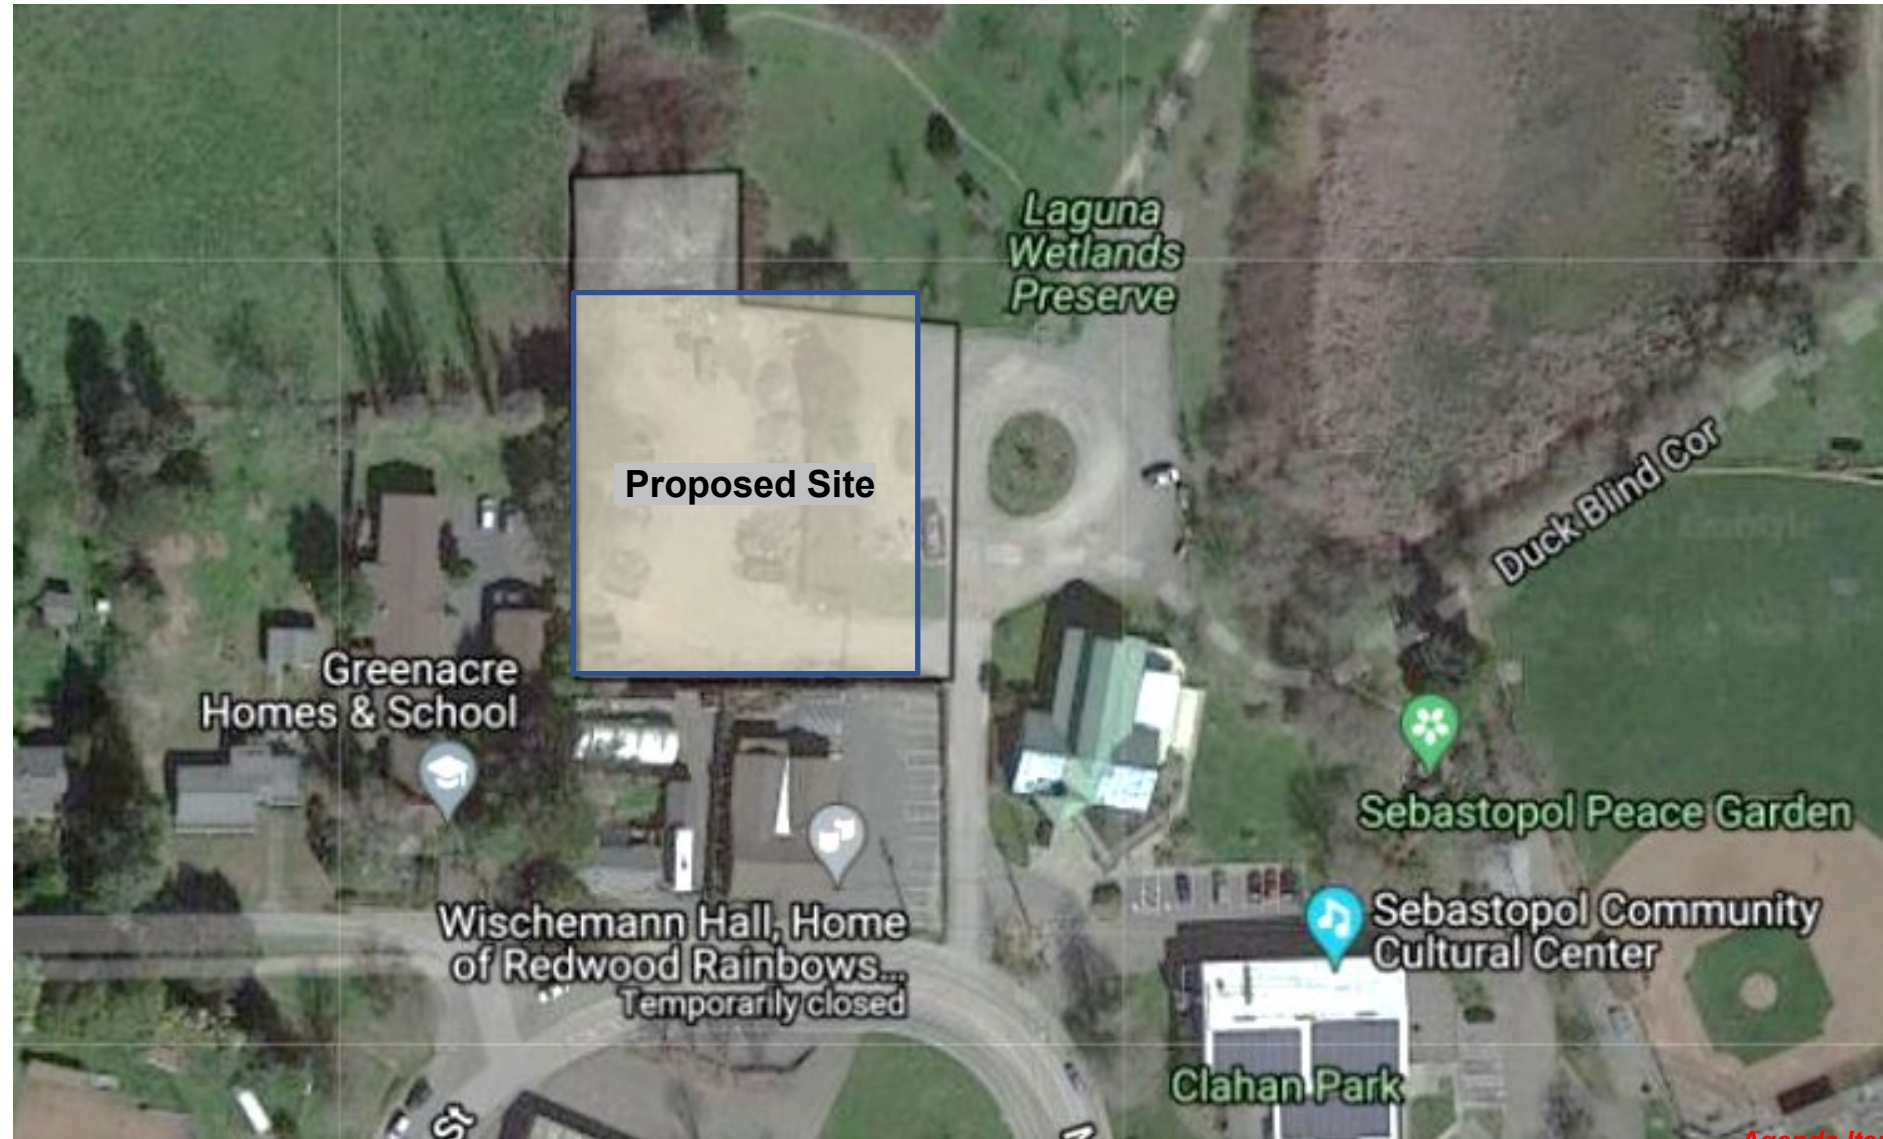 Laguna
Wetlands
Preserve
Duck Blind Cor
Proposed Site
Greenacre
Homes & School
Sebastopol Peace Garden
Wischemann Hall, Home
of Redwood Rainbows...
Temporarily closed
Sebastopol Community
Cultural Center
Clahan Park
St